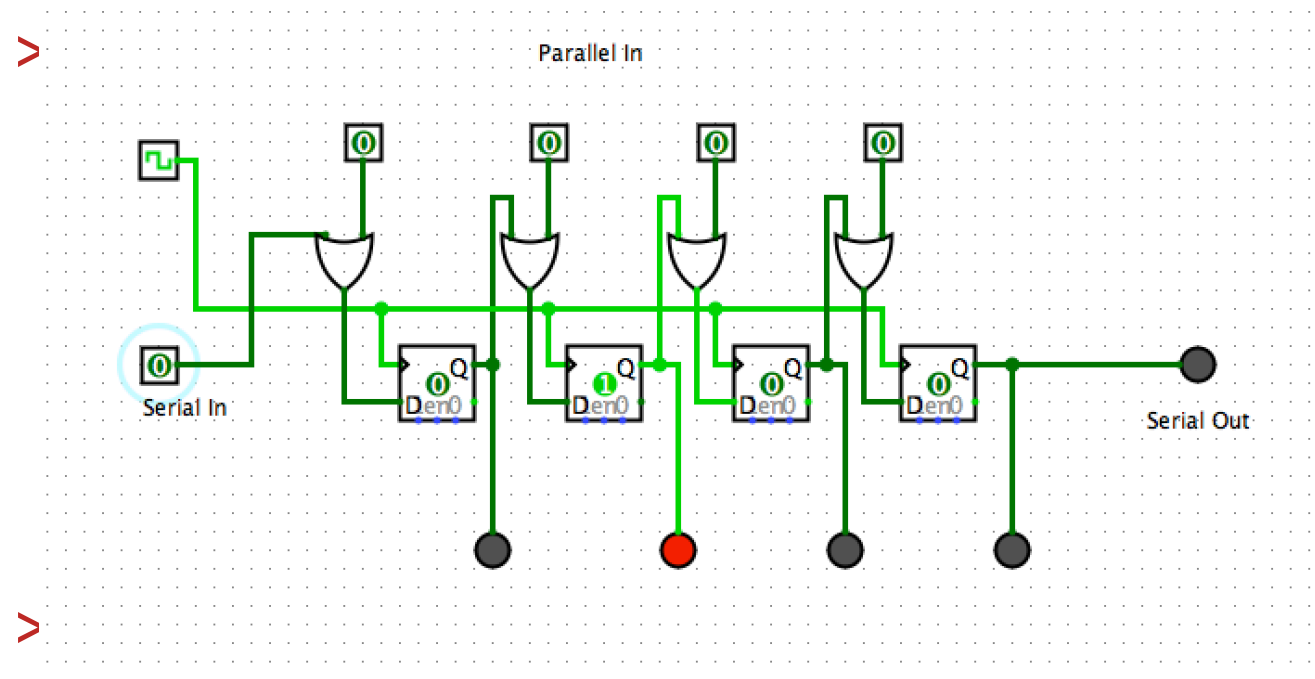 >
Parallel In
0 0 0 0
0
Serial In
Q Q Q Q
0 1 0 0
D en0 D en0 D en0 D en0
Serial Out
>